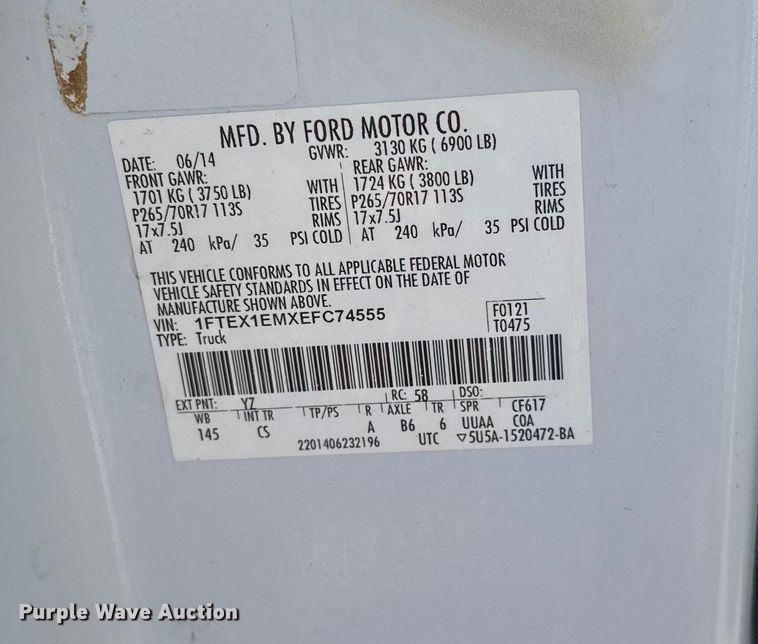 MFD. BY FORD MOTOR CO.
DATE: 06/14 GVWR: 3130 KG ( 6900 LB)
FRONT GAWR: REAR GAWR:
1701 KG ( 3750 LB) WITH 1724 KG ( 3800 LB) WITH
P265/70R17 113S TIRES P265/70R17 113S TIRES
17x7.5J RIMS 17x7.5J RIMS
AT 240 kPa/ 35 PSI COLD AT 240 kPa/ 35 PSI COLD
THIS VEHICLE CONFORMS TO ALL APPLICABLE FEDERAL MOTOR
VEHICLE SAFETY STANDARDS IN EFFECT ON THE DATE OF
MANUFACTURE SHOWN ABOVE.
VIN: 1FTEX1EMXEFC74555 F0121
TYPE: Truck T0475
EXT PNT: YZ RC: 58 DSO:
WB INT TR TP/PS R AXLE TR SPR CF617
145 CS A B6 6 UUAA COA
2201406232196 UTC ▽5U5A-1520472-BA
Purple Wave Auction